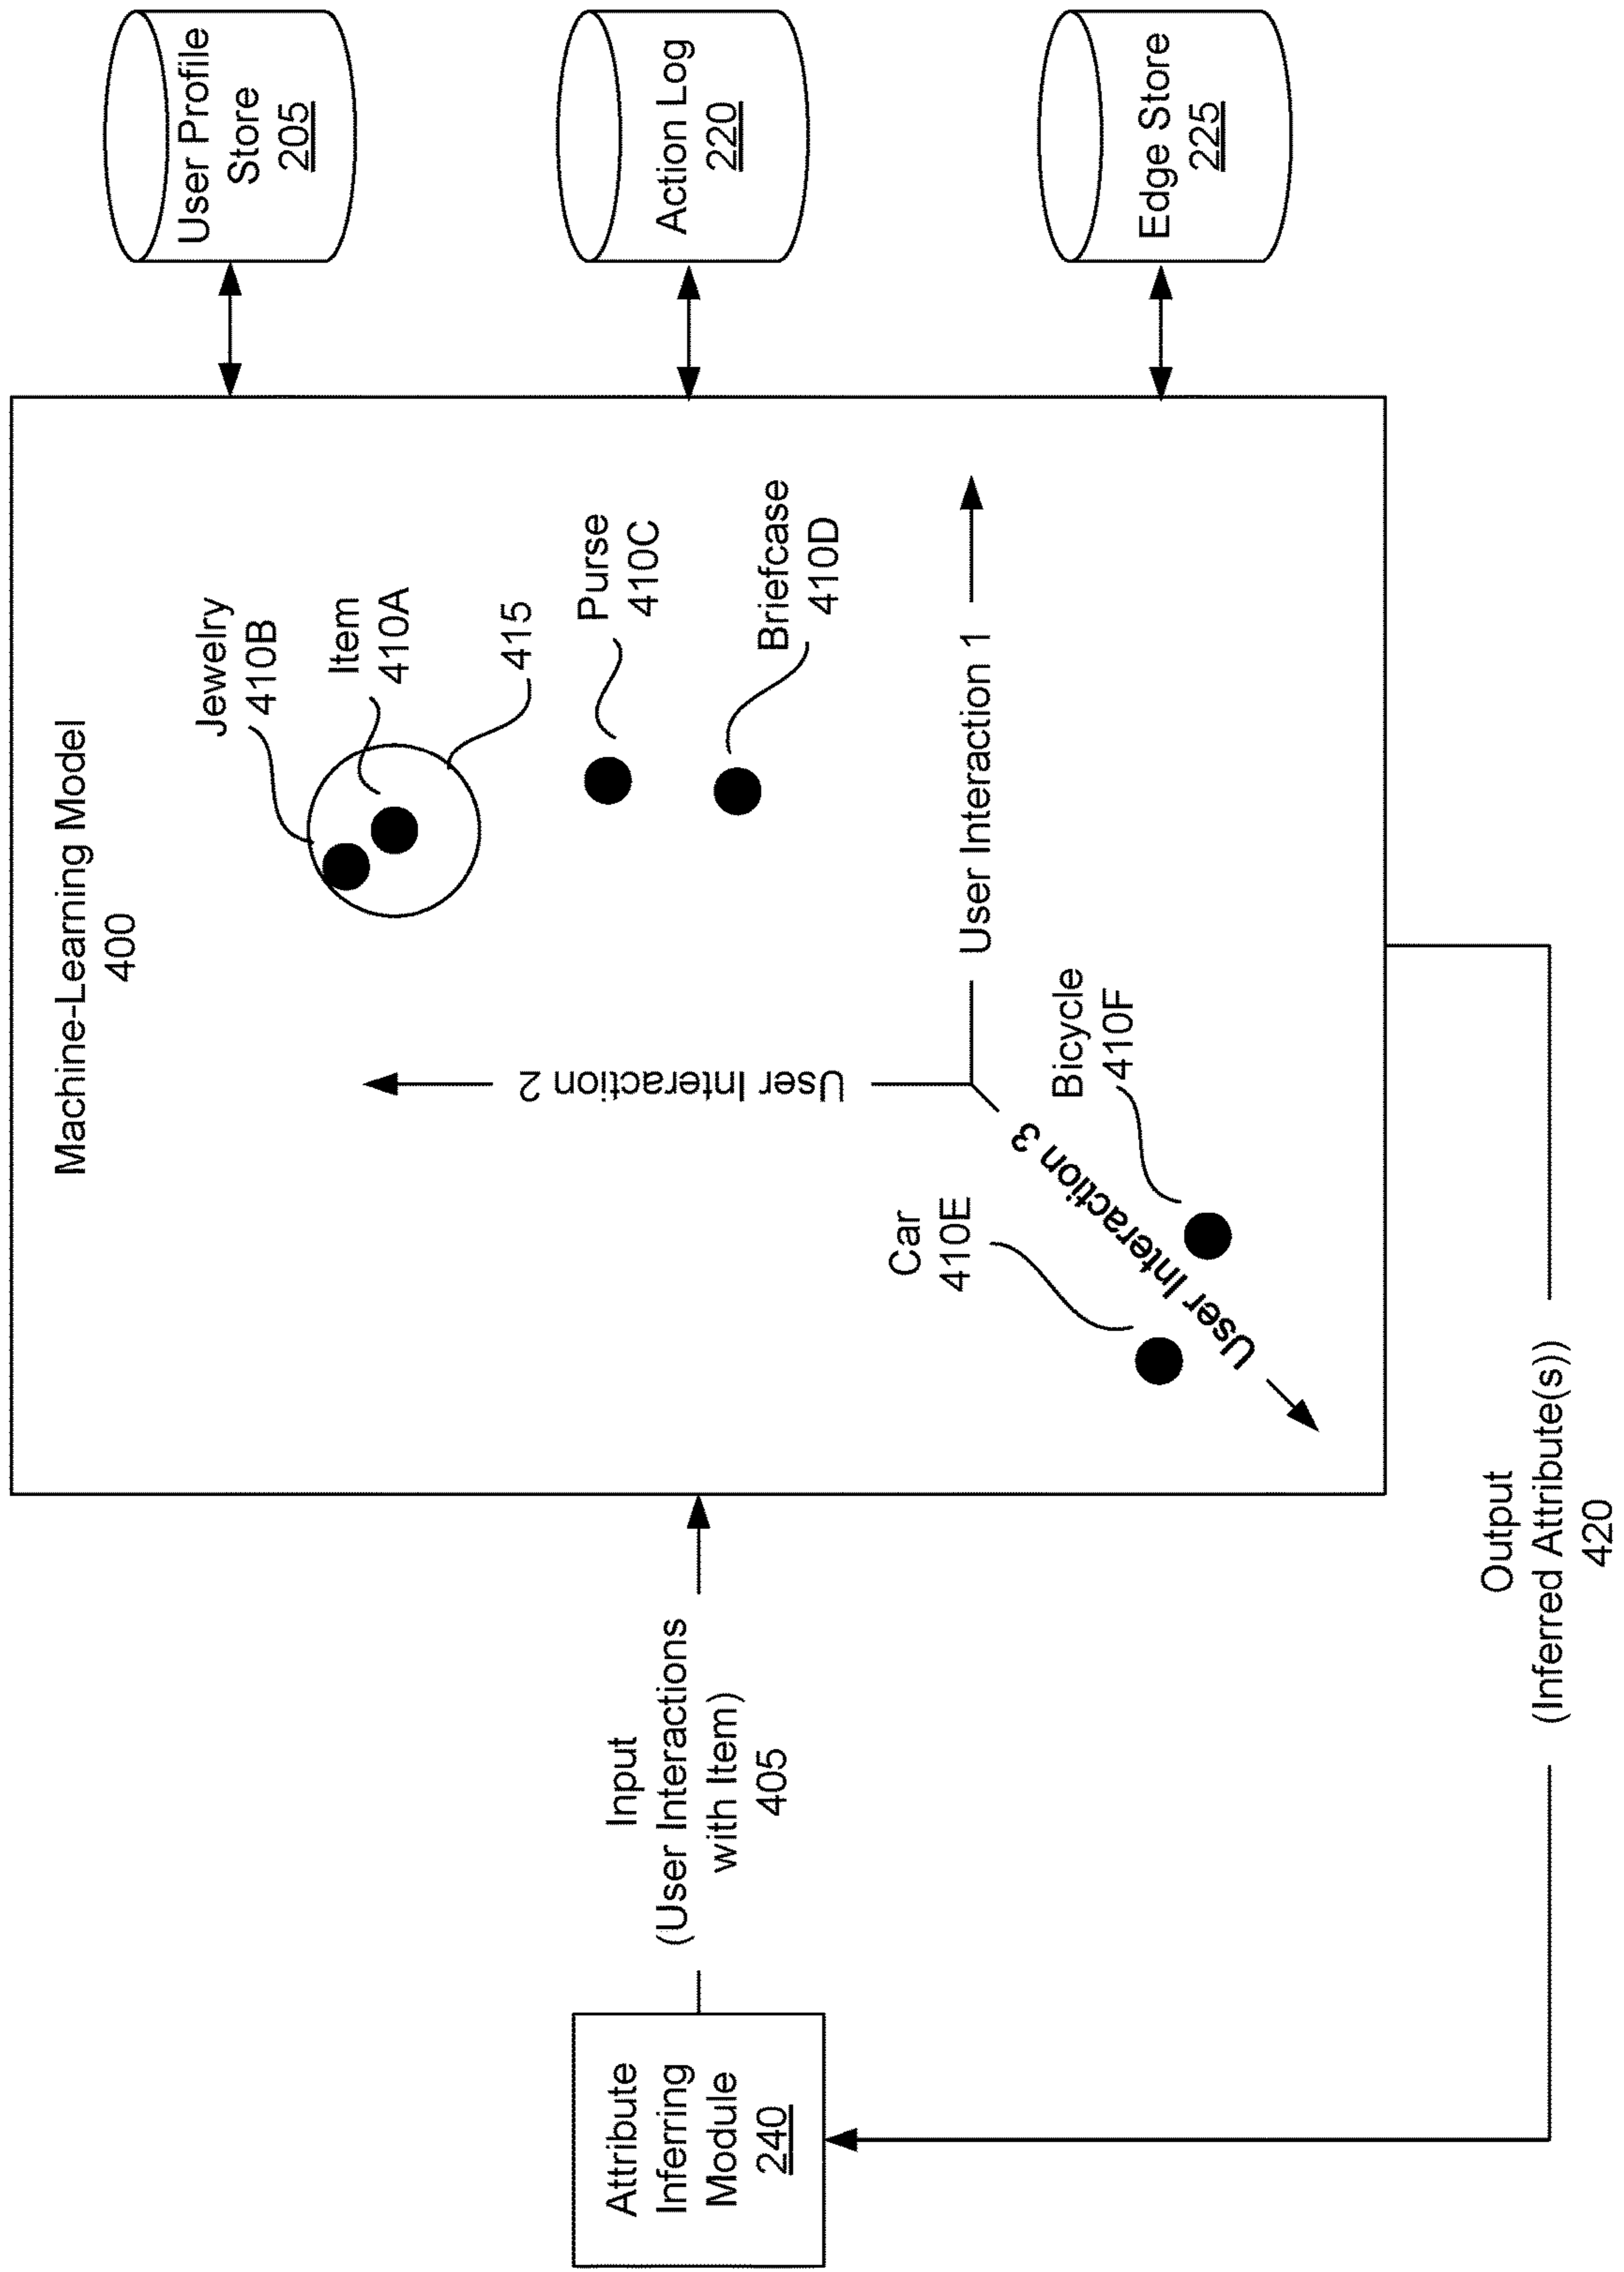 Machine-Learning Model
400
Attribute
Inferring
Module
240
Input
(User Interactions
with Item)
405
Jewelry
410B
Item
410A
415
Purse
410C
Briefcase
410D
User Interaction 2
User Interaction 1
User Interaction 3
Car
410E
Bicycle
410F
User Profile
Store
205
Action Log
220
Edge Store
225
Output
(Inferred Attribute(s))
420